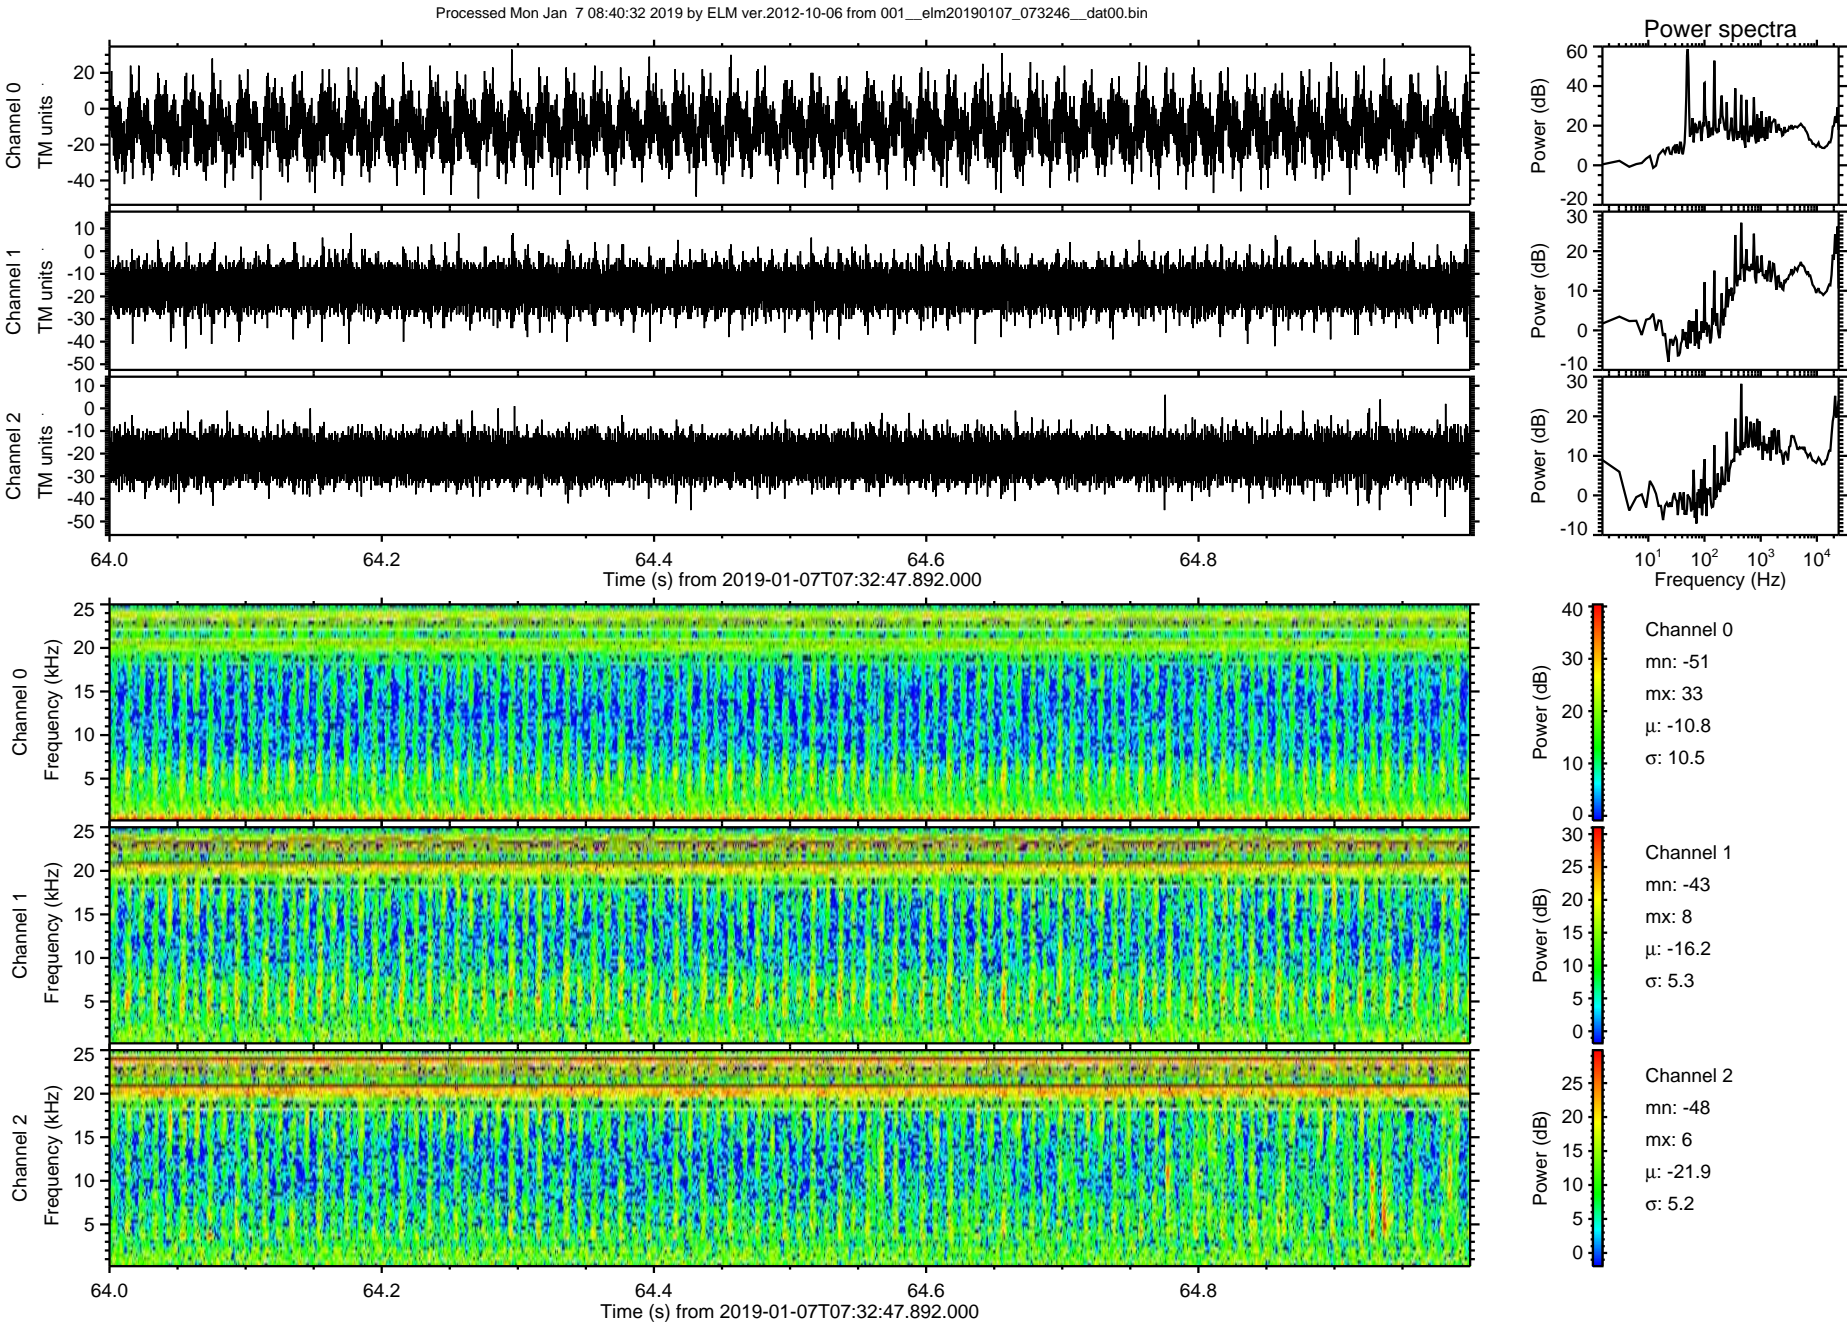 Processed Mon Jan 7 08:40:32 2019 by ELM ver.2012-10-06 from 001__elm20190107_073246__dat00.bin
Power spectra
Channel 0
TM units
20
0
-20
-40
Power (dB)
60
40
20
0
-20
Channel 1
TM units
10
0
-10
-20
-30
-40
-50
Power (dB)
30
20
10
0
-10
Channel 2
TM units
10
0
-10
-20
-30
-40
-50
Power (dB)
30
20
10
0
-10
64.0 64.2 64.4 64.6 64.8
Time (s) from 2019-01-07T07:32:47.892.000
10^1 10^2 10^3 10^4
Frequency (Hz)
Channel 0
Frequency (kHz)
25
20
15
10
5
Power (dB)
40
30
20
10
0
Channel 0
mn: -51
mx: 33
μ: -10.8
σ: 10.5
Channel 1
Frequency (kHz)
25
20
15
10
5
Power (dB)
30
25
20
15
10
5
0
Channel 1
mn: -43
mx: 8
μ: -16.2
σ: 5.3
Channel 2
Frequency (kHz)
25
20
15
10
5
Power (dB)
25
20
15
10
5
0
Channel 2
mn: -48
mx: 6
μ: -21.9
σ: 5.2
64.0 64.2 64.4 64.6 64.8
Time (s) from 2019-01-07T07:32:47.892.000